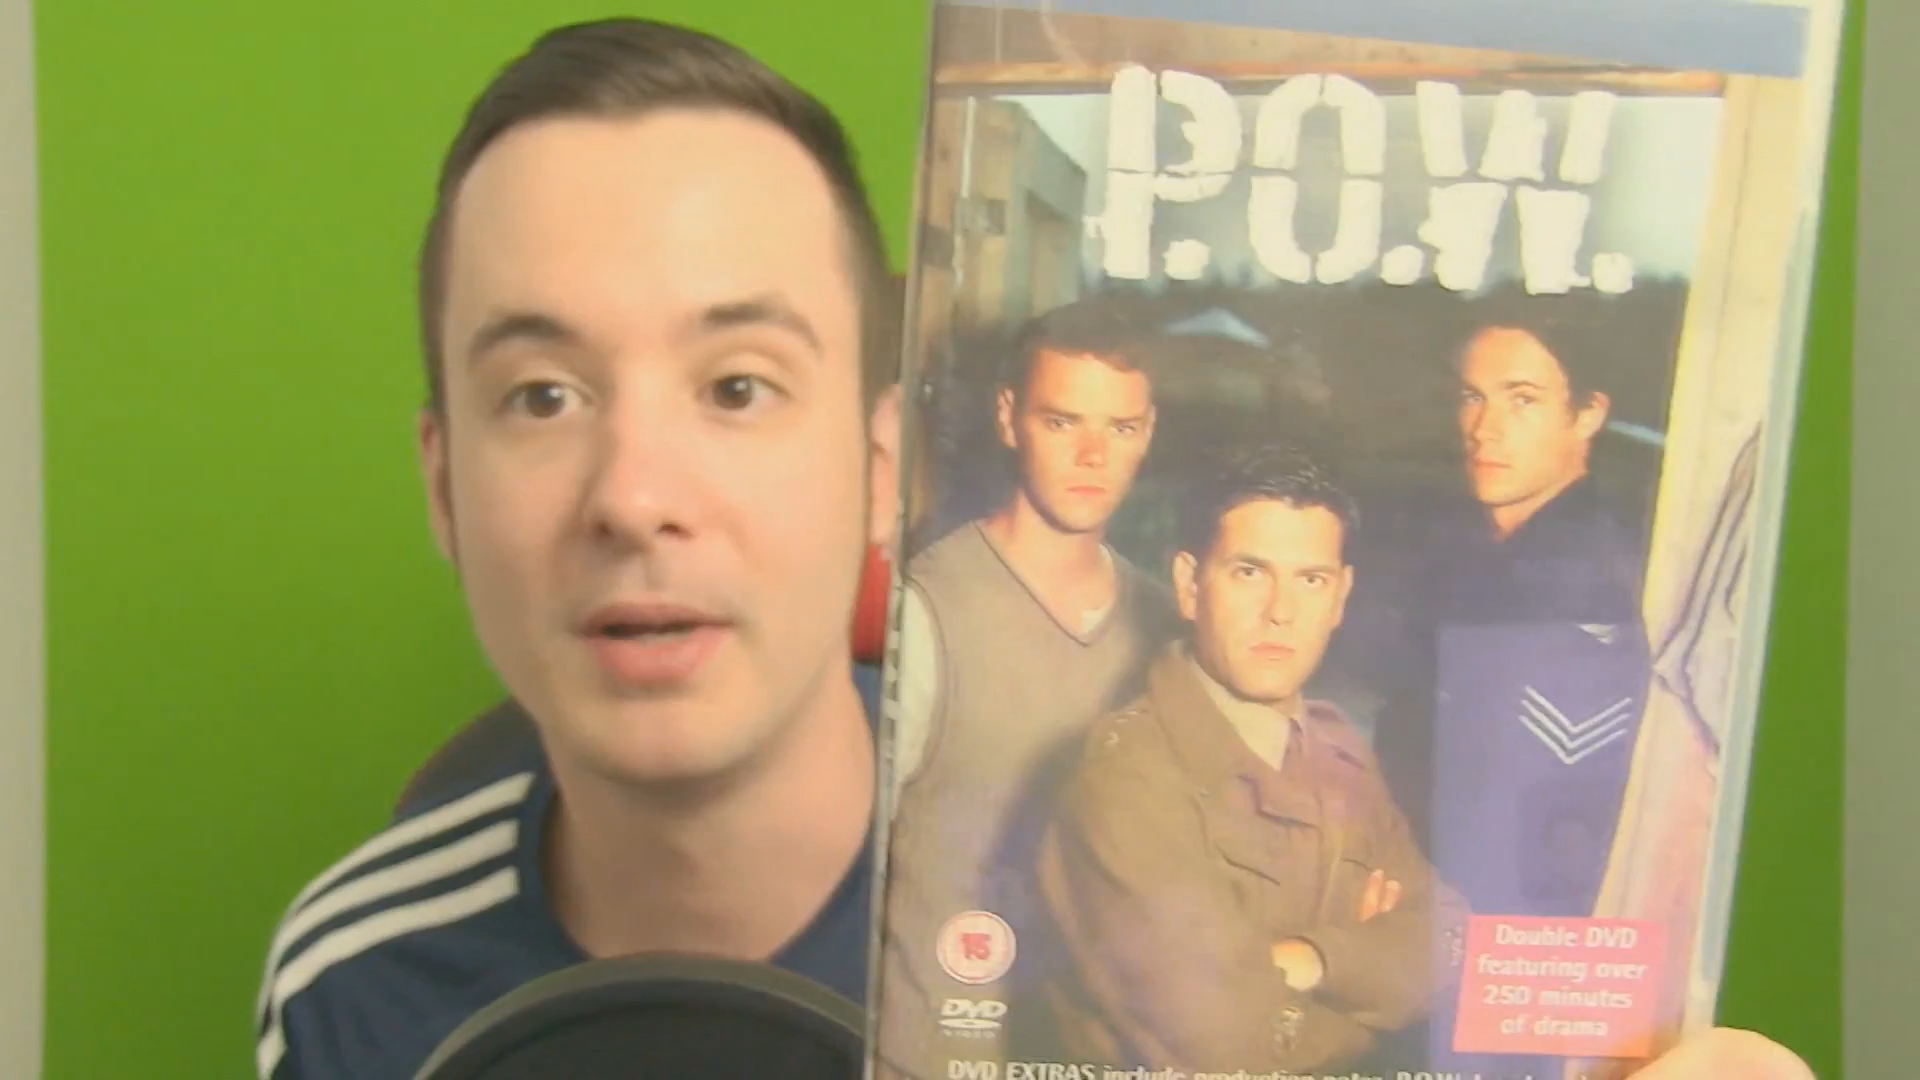 P.O.W.
15
DVD
VIDEO
Double DVD
featuring over
250 minutes
of drama
DVD EXTRAS include production notes, P.O.W.